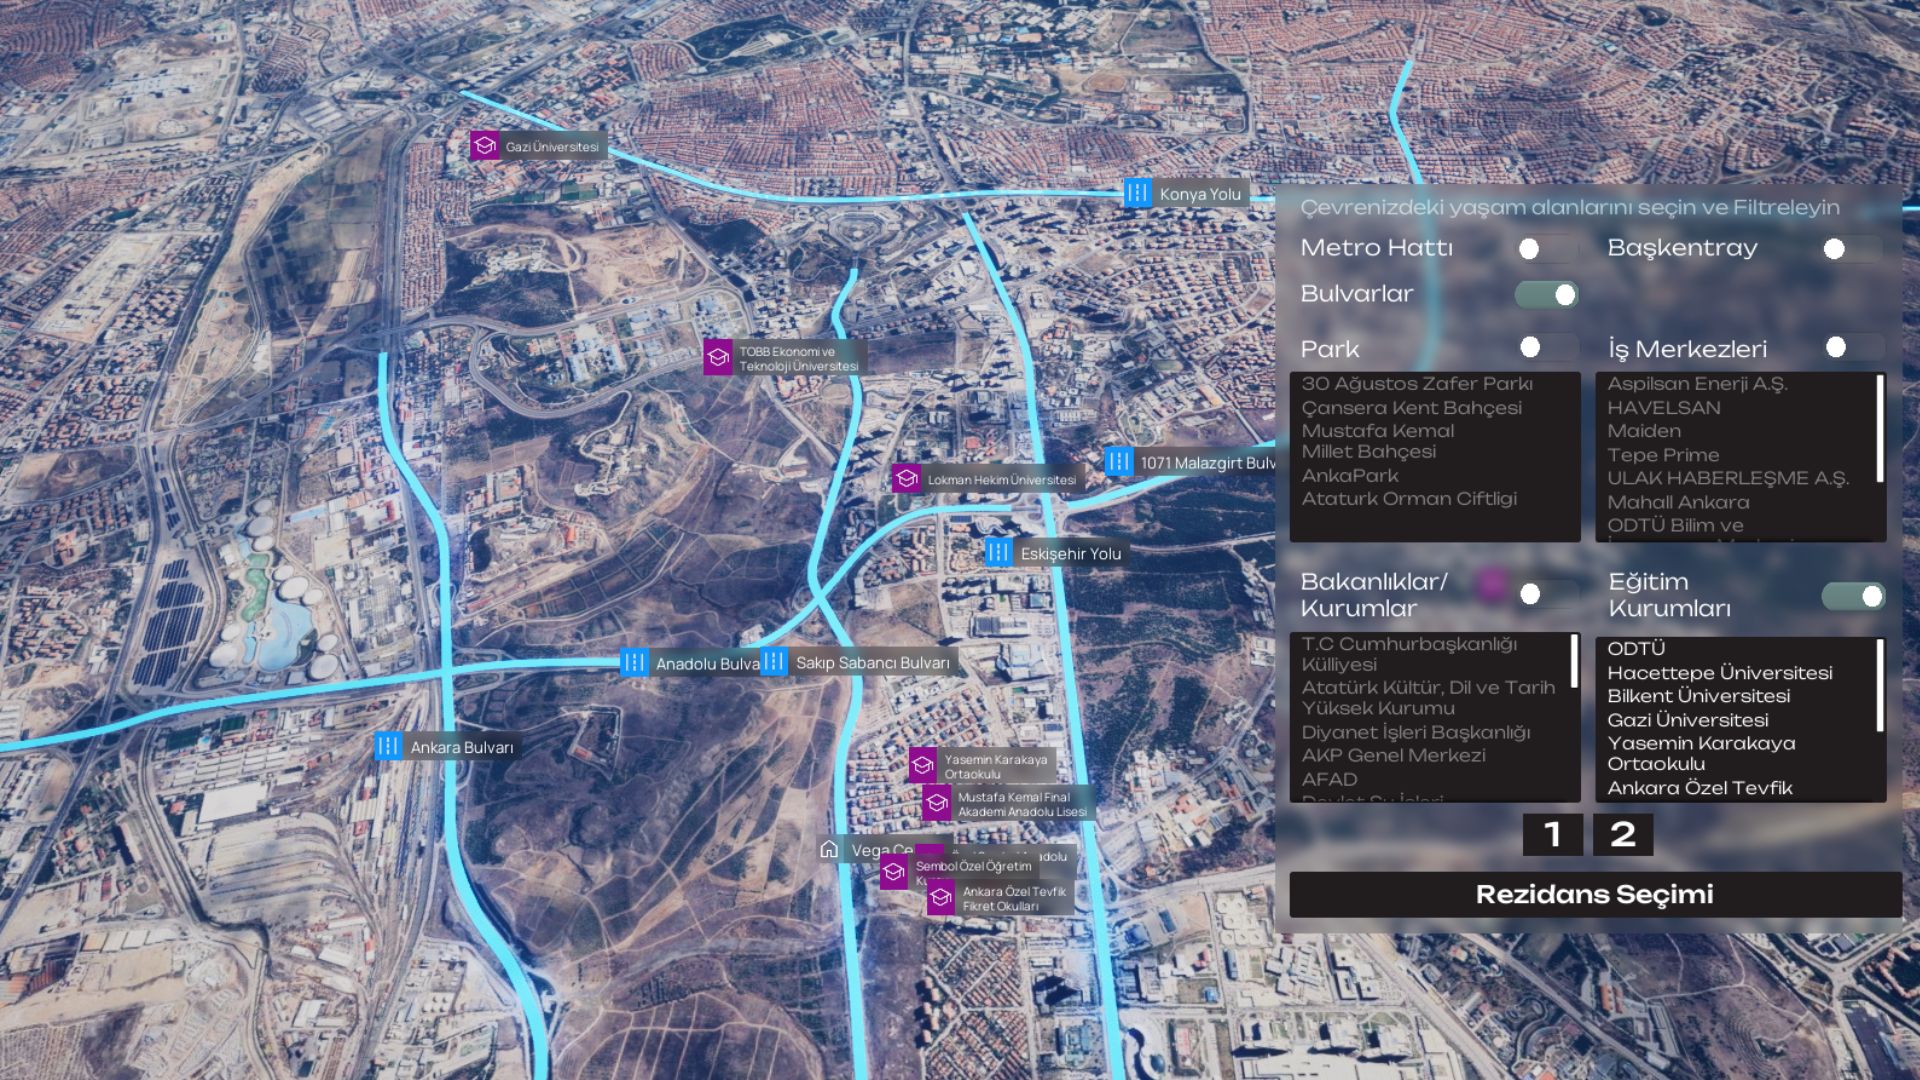 Gazi Üniversitesi
Konya Yolu
TOBB Ekonomi ve
Teknoloji Üniversitesi
1071 Malazgirt Bulv
Lokman Hekim Üniversitesi
Eskişehir Yolu
Anadolu Bulva
Sakıp Sabancı Bulvarı
Ankara Bulvarı
Yasemin Karakaya
Ortaokulu
Mustafa Kemal Final
Akademi Anadolu Lisesi
Vega Ce
Sembol Özel Öğretim
Ankara Özel Tevfik
Fikret Okulları
Çevrenizdeki yaşam alanlarını seçin ve Filtreleyin
Metro Hattı
Başkentray
Bulvarlar
Park
30 Ağustos Zafer Parkı
Çansera Kent Bahçesi
Mustafa Kemal
Millet Bahçesi
AnkaPark
Ataturk Orman Ciftligi
İş Merkezleri
Aspilsan Enerji A.Ş.
HAVELSAN
Maiden
Tepe Prime
ULAK HABERLEŞME A.Ş.
Mahall Ankara
ODTÜ Bilim ve
Bakanlıklar/
Kurumlar
T.C Cumhurbaşkanlığı
Külliyesi
Atatürk Kültür, Dil ve Tarih
Yüksek Kurumu
Diyanet İşleri Başkanlığı
AKP Genel Merkezi
AFAD
Eğitim
Kurumları
ODTÜ
Hacettepe Üniversitesi
Bilkent Üniversitesi
Gazi Üniversitesi
Yasemin Karakaya
Ortaokulu
Ankara Özel Tevfik
1
2
Rezidans Seçimi